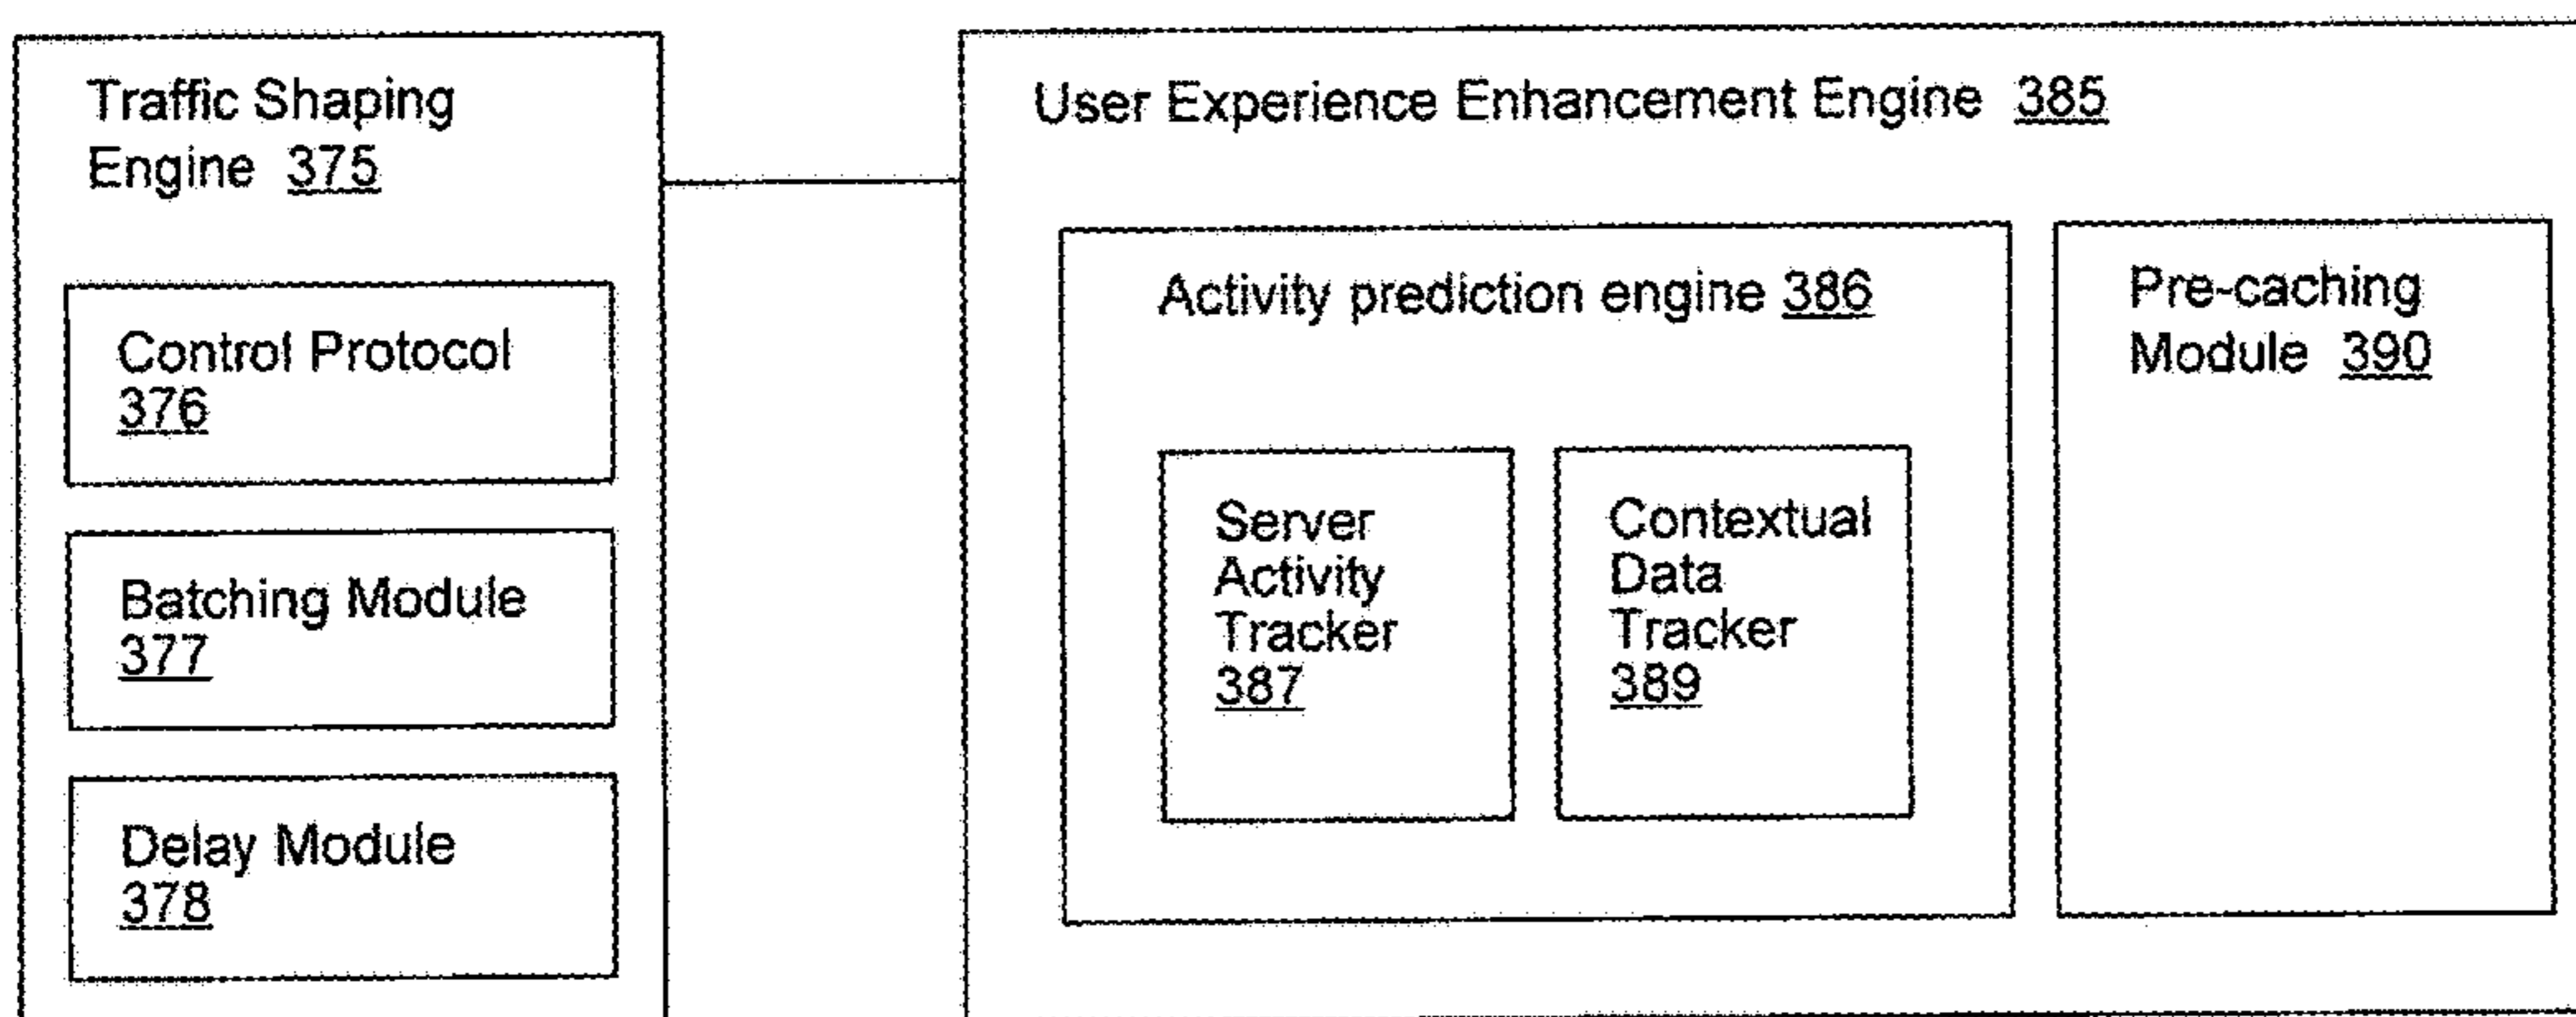 Traffic Shaping
Engine 375
Control Protocol
376
Batching Module
377
Delay Module
378
User Experience Enhancement Engine 385
Activity prediction engine 386
Server
Activity
Tracker
387
Contextual
Data
Tracker
389
Pre-caching
Module 390